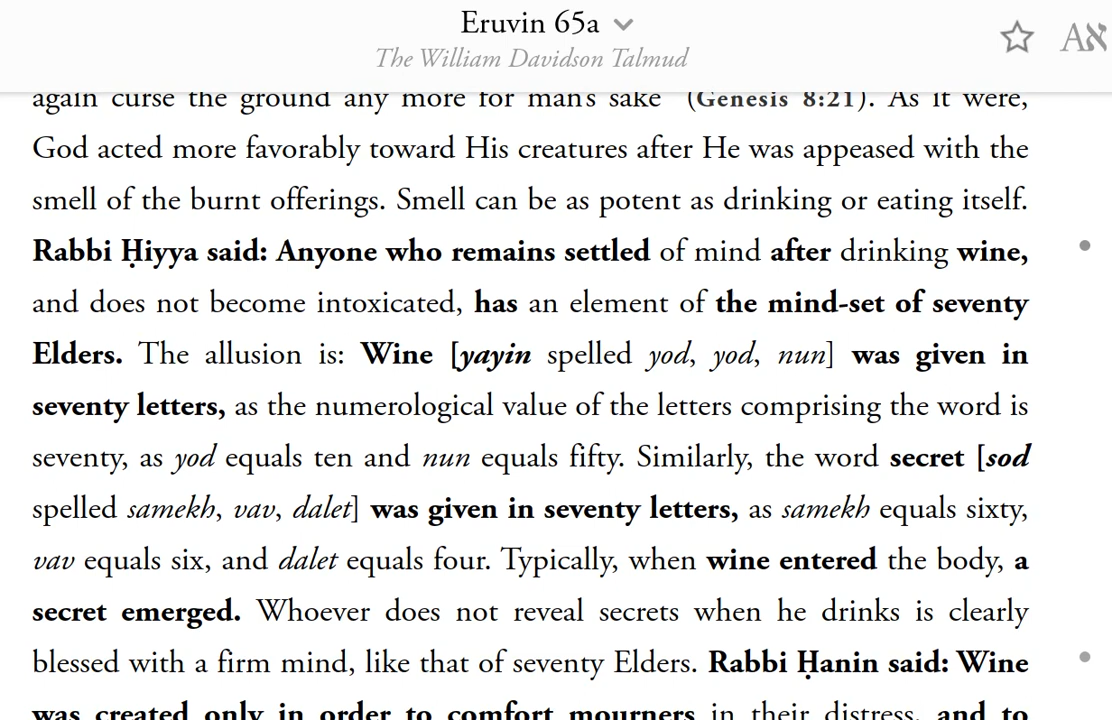 Eruvin 65a
The William Davidson Talmud
Aא
again curse the ground any more for man's sake" (Genesis 8:21). As it were,
God acted more favorably toward His creatures after He was appeased with the
smell of the burnt offerings. Smell can be as potent as drinking or eating itself.
Rabbi Ḥiyya said: Anyone who remains settled of mind after drinking wine,
and does not become intoxicated, has an element of the mind-set of seventy
Elders. The allusion is: Wine [yayin spelled yod, yod, nun] was given in
seventy letters, as the numerological value of the letters comprising the word is
seventy, as yod equals ten and nun equals fifty. Similarly, the word secret [sod
spelled samekh, vav, dalet] was given in seventy letters, as samekh equals sixty,
vav equals six, and dalet equals four. Typically, when wine entered the body, a
secret emerged. Whoever does not reveal secrets when he drinks is clearly
blessed with a firm mind, like that of seventy Elders. Rabbi Ḥanin said: Wine
was created only in order to comfort mourners in their distress, and to